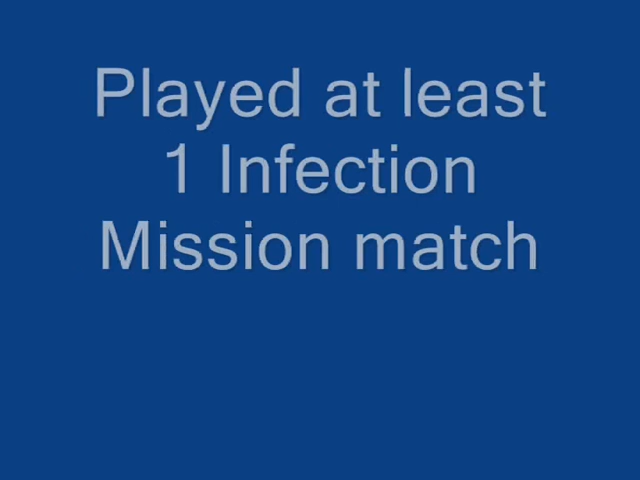 Played at least
1 Infection
Mission match